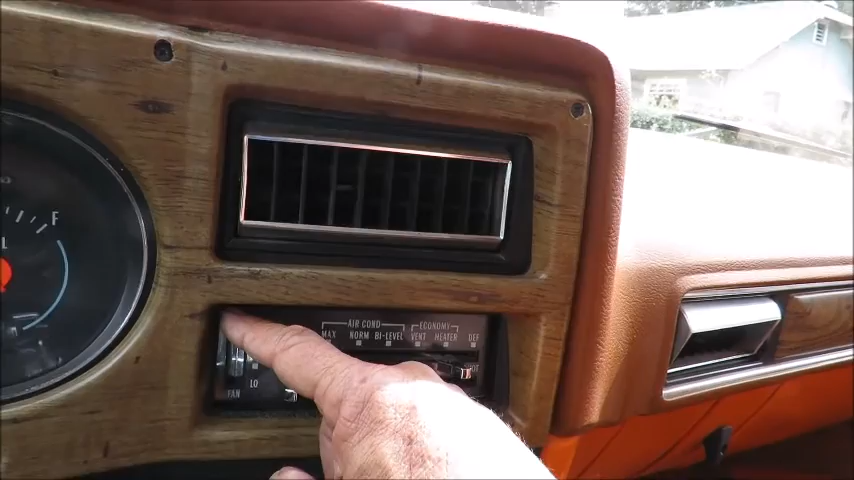 F
AIR COND
ECONOMY
MAX NORM BI-LEVEL VENT HEATER DEF
LO
FAN